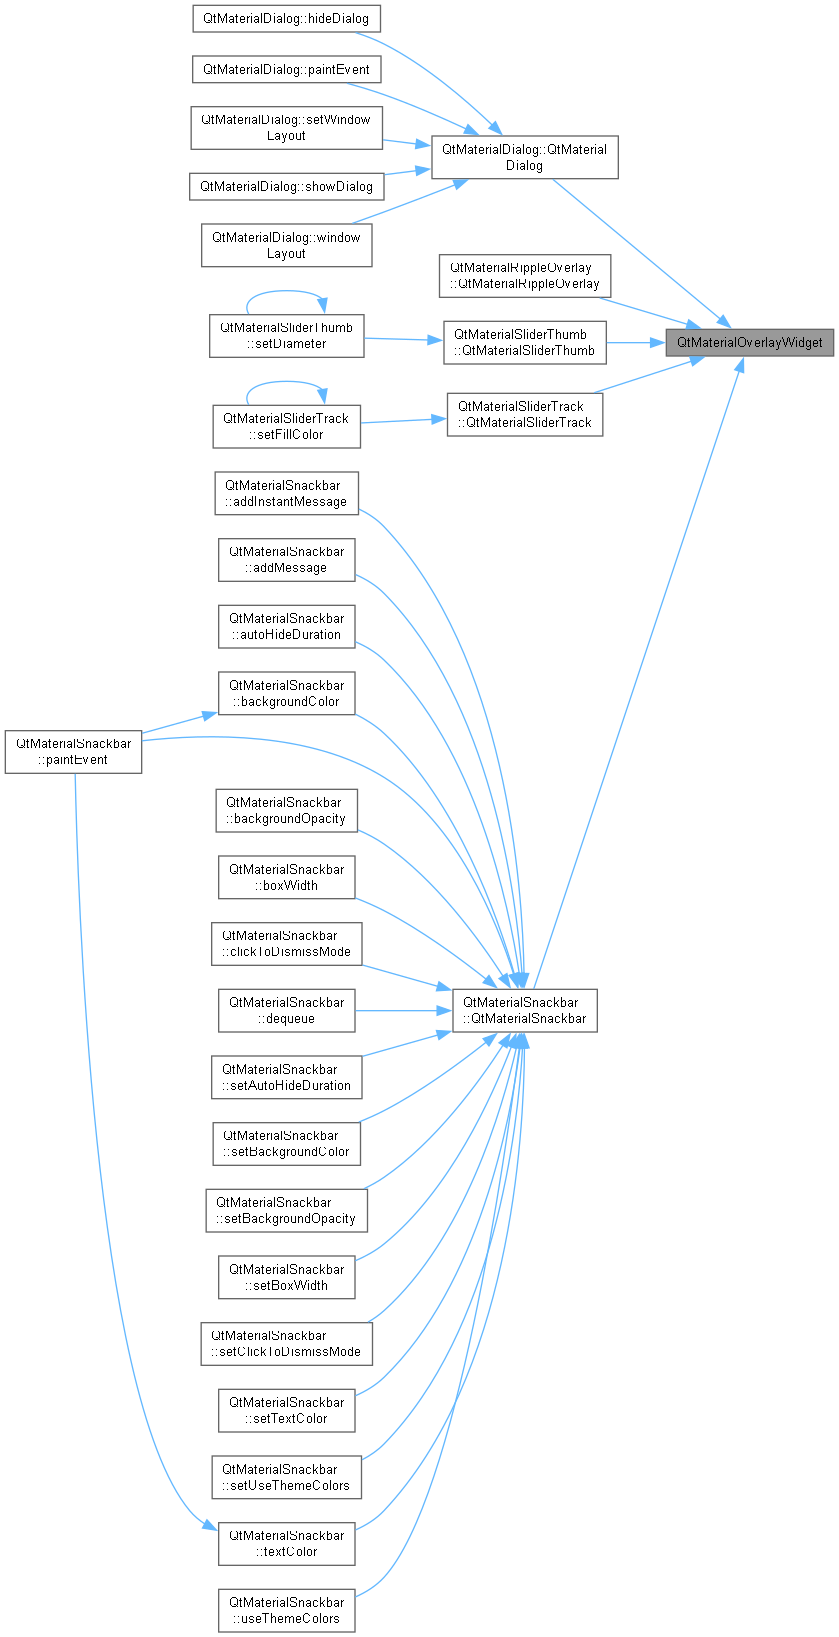 QtMaterialDialog::hideDialog
QtMaterialDialog::paintEvent
QtMaterialDialog::setWindow
Layout
QtMaterialDialog::showDialog
QtMaterialDialog::window
Layout
QtMaterialDialog::QtMaterial
Dialog
QtMaterialRippleOverlay
::QtMaterialRippleOverlay
QtMaterialSliderThumb
::setDiameter
QtMaterialSliderThumb
::QtMaterialSliderThumb
QtMaterialOverlayWidget
QtMaterialSliderTrack
::setFillColor
QtMaterialSliderTrack
::QtMaterialSliderTrack
QtMaterialSnackbar
::addInstantMessage
QtMaterialSnackbar
::addMessage
QtMaterialSnackbar
::autoHideDuration
QtMaterialSnackbar
::backgroundColor
QtMaterialSnackbar
::paintEvent
QtMaterialSnackbar
::backgroundOpacity
QtMaterialSnackbar
::boxWidth
QtMaterialSnackbar
::clickToDismissMode
QtMaterialSnackbar
::dequeue
QtMaterialSnackbar
::QtMaterialSnackbar
QtMaterialSnackbar
::setAutoHideDuration
QtMaterialSnackbar
::setBackgroundColor
QtMaterialSnackbar
::setBackgroundOpacity
QtMaterialSnackbar
::setBoxWidth
QtMaterialSnackbar
::setClickToDismissMode
QtMaterialSnackbar
::setTextColor
QtMaterialSnackbar
::setUseThemeColors
QtMaterialSnackbar
::textColor
QtMaterialSnackbar
::useThemeColors